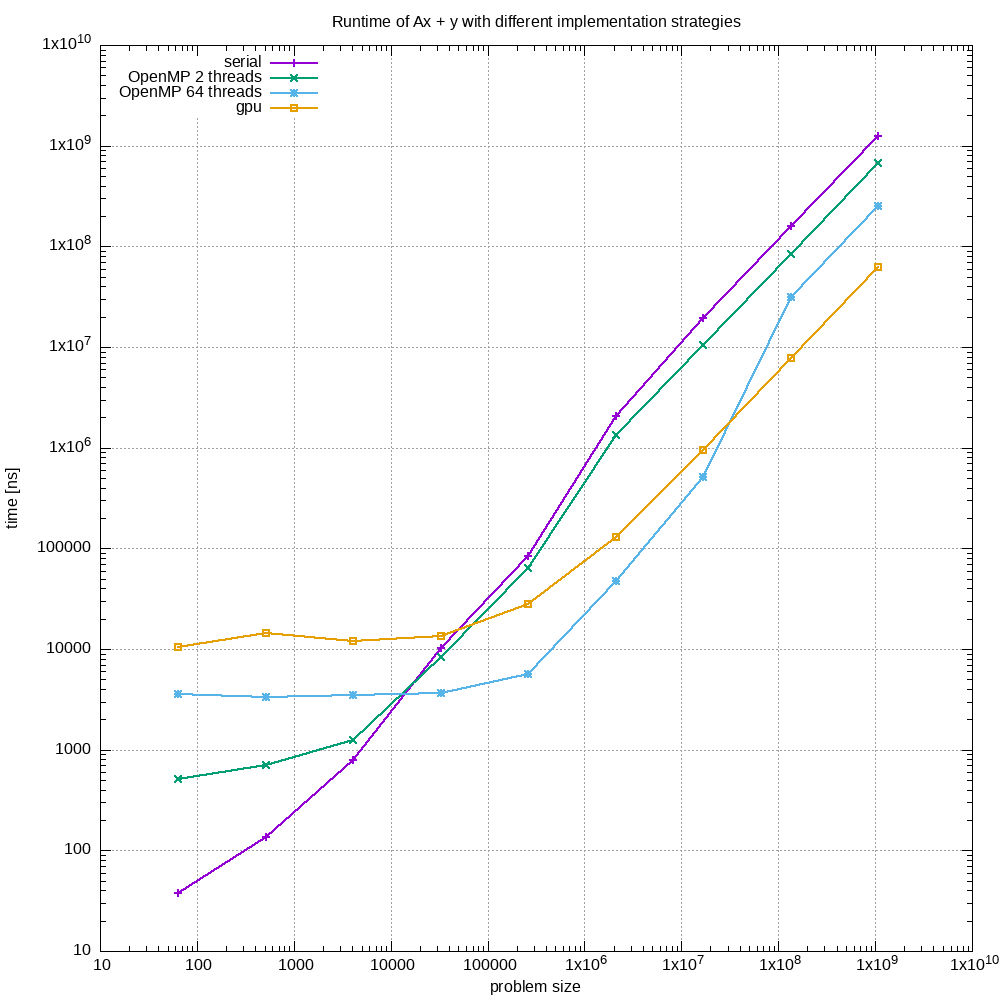 Runtime of Ax + y with different implementation strategies
1x10^10
serial
OpenMP 2 threads
OpenMP 64 threads
gpu
1x10^9
1x10^8
1x10^7
1x10^6
time [ns]
100000
10000
1000
100
10
10 100 1000 10000 100000 1x10^6 1x10^7 1x10^8 1x10^9 1x10^10
problem size